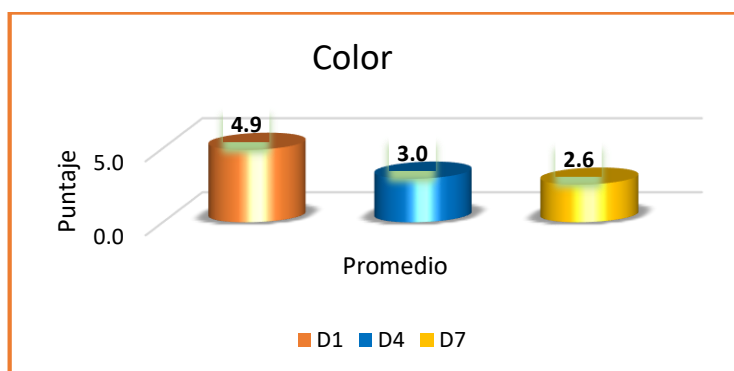 Color
4.9
3.0
2.6
5.0
0.0
Puntaje
Promedio
D1 D4 D7